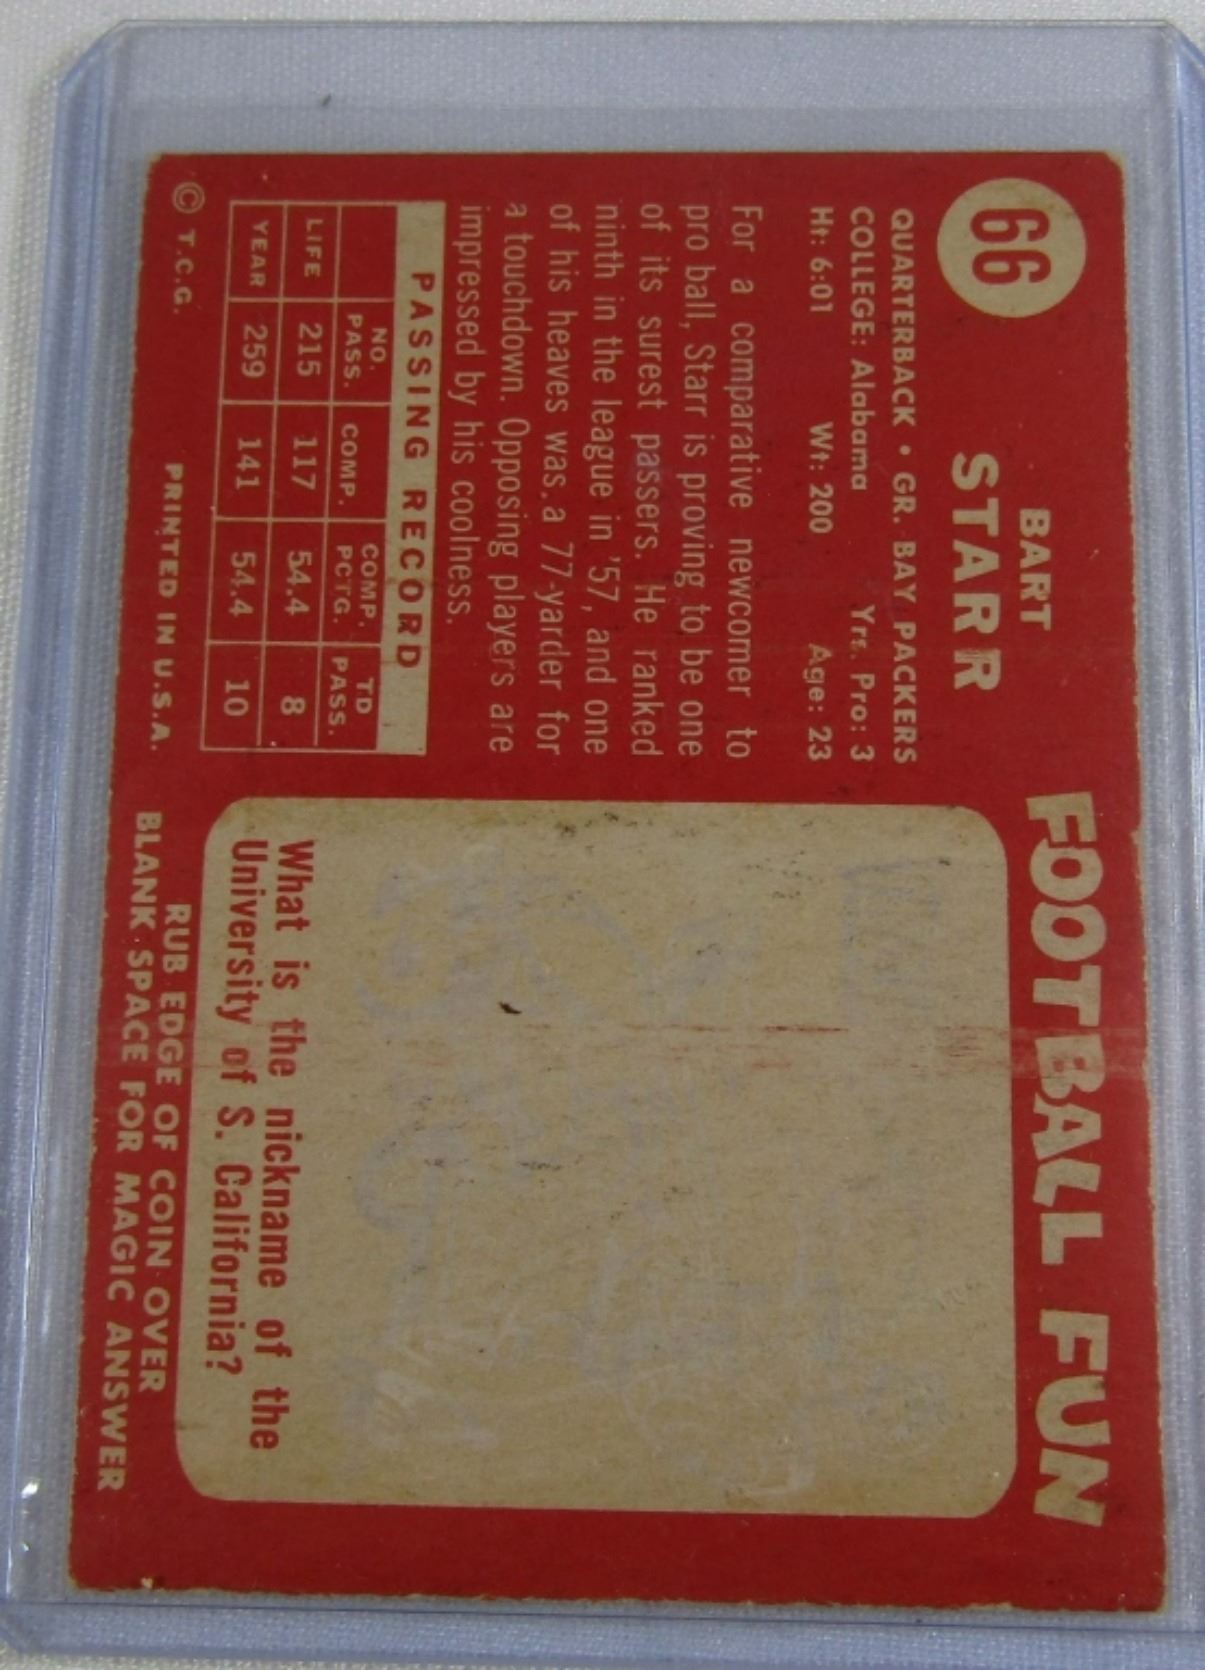 66
BART
STARR
QUARTERBACK • GR. BAY PACKERS
COLLEGE: Alabama Yrs. Pro: 3
Ht: 6:01 Wt: 200 Age: 23
For a comparative newcomer to
pro ball, Starr is proving to be one
of its surest passers. He ranked
ninth in the league in '57, and one
of his heaves was a 77-yarder for
a touchdown. Opposing players are
impressed by his coolness.
PASSING RECORD
NO. PASS. COMP. COMP. PCTG. TD PASS.
LIFE 215 117 54.4 8
YEAR 259 141 54.4 10
© T.C.G. PRINTED IN U.S.A.
FOOTBALL FUN
What is the nickname of the
University of S. California?
RUB EDGE OF COIN OVER
BLANK SPACE FOR MAGIC ANSWER